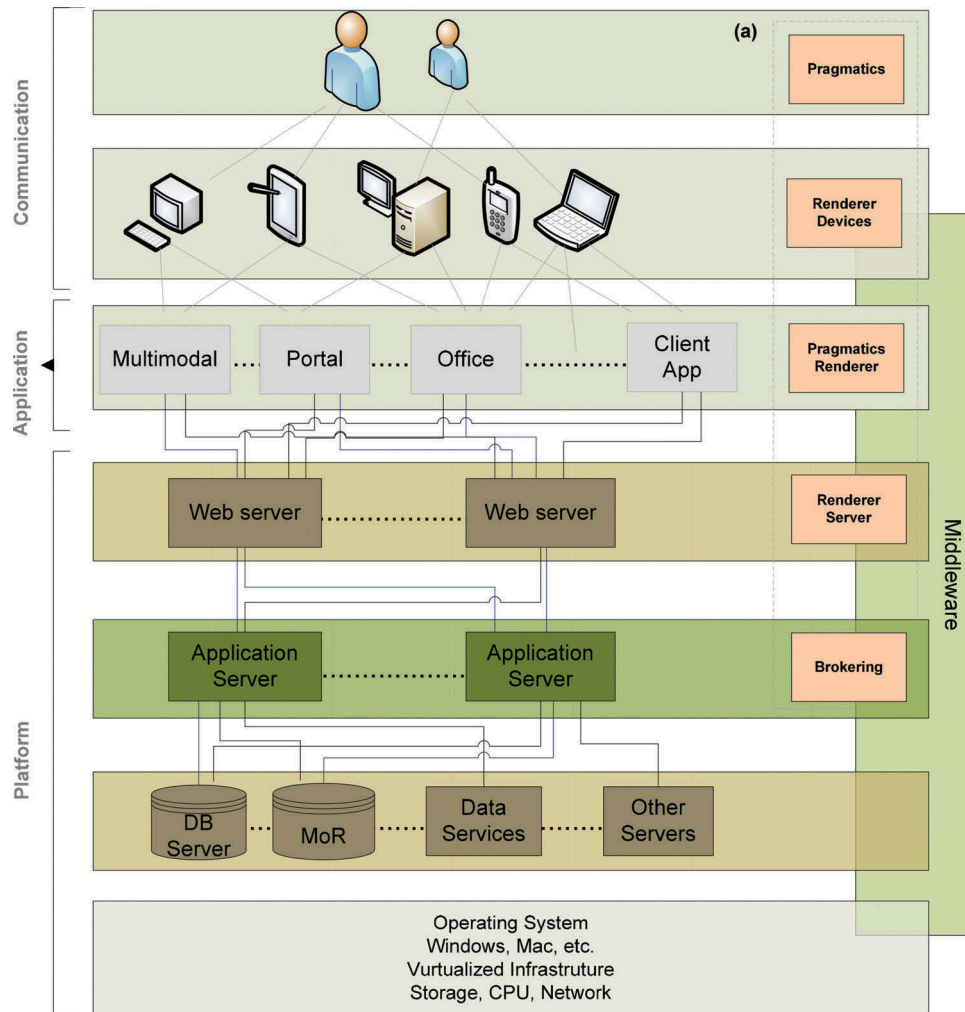 (a)
Pragmatics
Communication
Renderer
Devices
Application
Multimodal
Portal
Office
Client
App
Pragmatics
Renderer
Platform
Web server
Web server
Renderer
Server
Middleware
Application
Server
Application
Server
Brokering
DB
Server
MoR
Data
Services
Other
Servers
Operating System
Windows, Mac, etc.
Vurtualized Infrastruture
Storage, CPU, Network